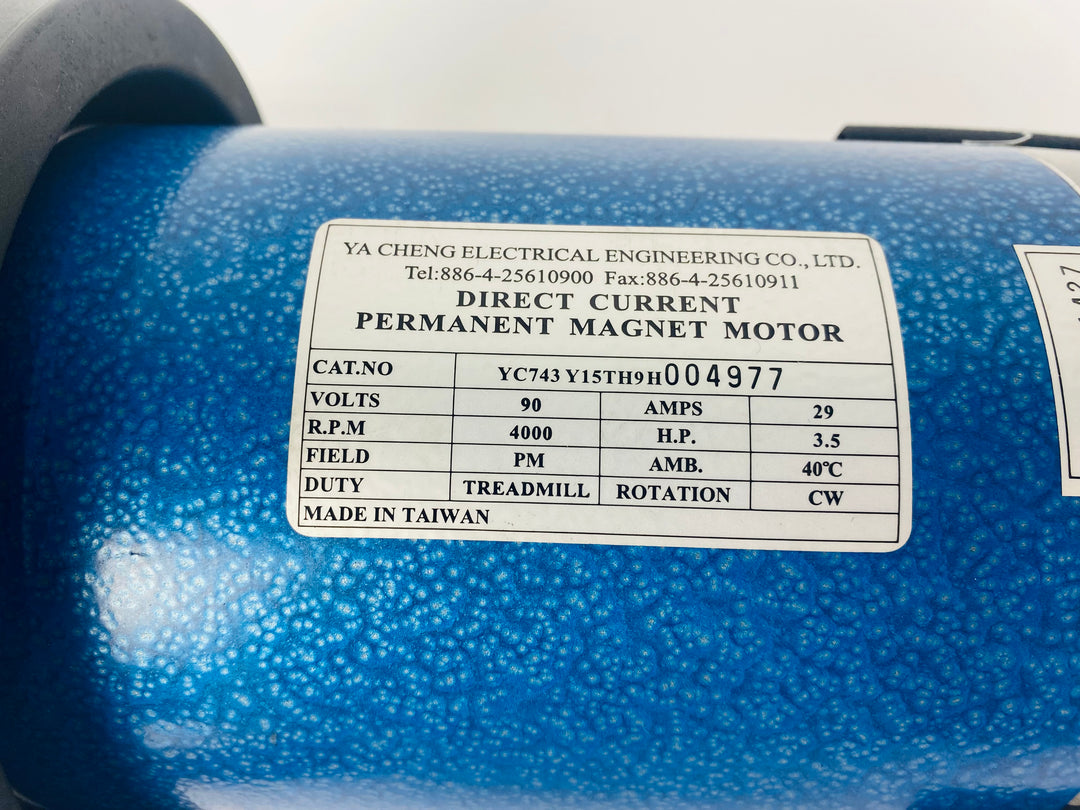 YA CHENG ELECTRICAL ENGINEERING CO., LTD.
Tel:886-4-25610900 Fax:886-4-25610911
DIRECT CURRENT
PERMANENT MAGNET MOTOR
CAT.NO YC743 Y15TH9H004977
VOLTS 90 AMPS 29
R.P.M 4000 H.P. 3.5
FIELD PM AMB. 40℃
DUTY TREADMILL ROTATION CW
MADE IN TAIWAN